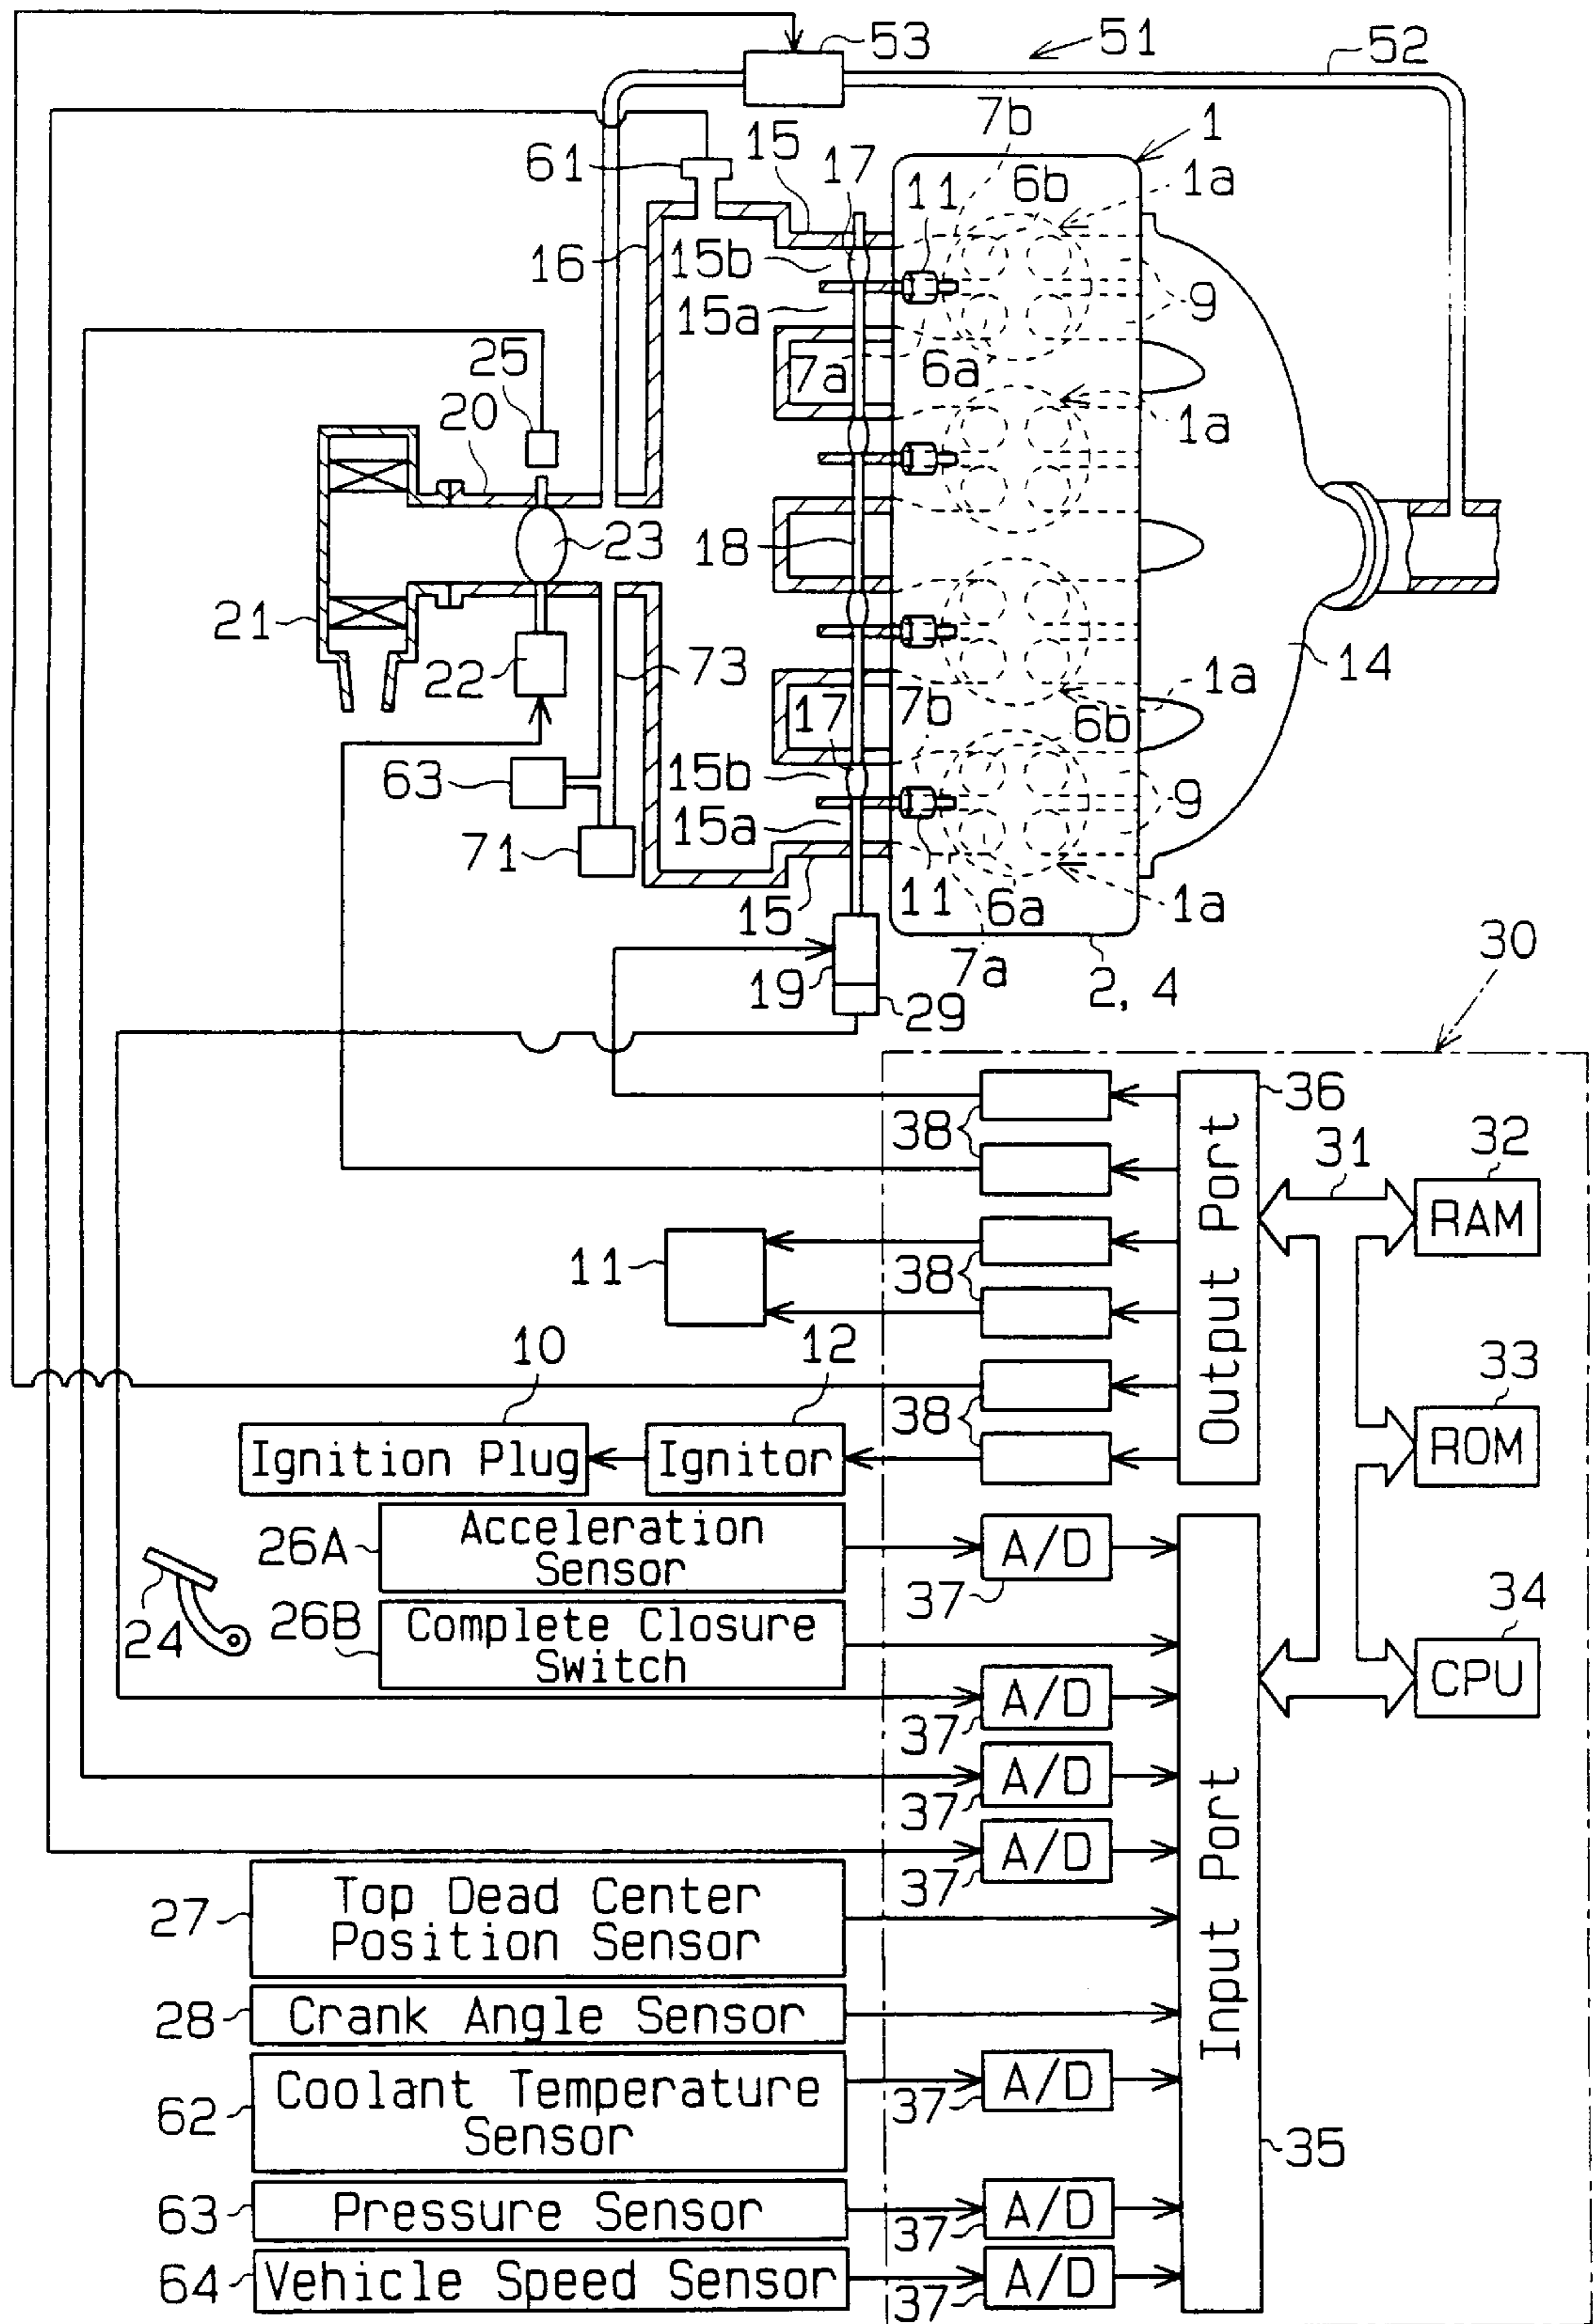 53
51
52
7b
1
61
15
17
11
6b
1a
16
15b
9
15a
25
7a
6a
20
1a
23
18
21
22
73
7b
1a
14
17
6b
63
15b
9
15a
71
15
11
6a
1a
30
19
7a
29
2, 4
36
38
31
32
Output Port
RAM
11
38
10
12
33
38
Ignition Plug
Ignitor
ROM
26A
Acceleration
Sensor
A/D
37
34
24
26B
Complete Closure
Switch
A/D
CPU
37
A/D
37
A/D
Input Port
37
27
Top Dead Center
Position Sensor
28
Crank Angle Sensor
62
Coolant Temperature
Sensor
A/D
37
35
63
Pressure Sensor
A/D
37
64
Vehicle Speed Sensor
A/D
37